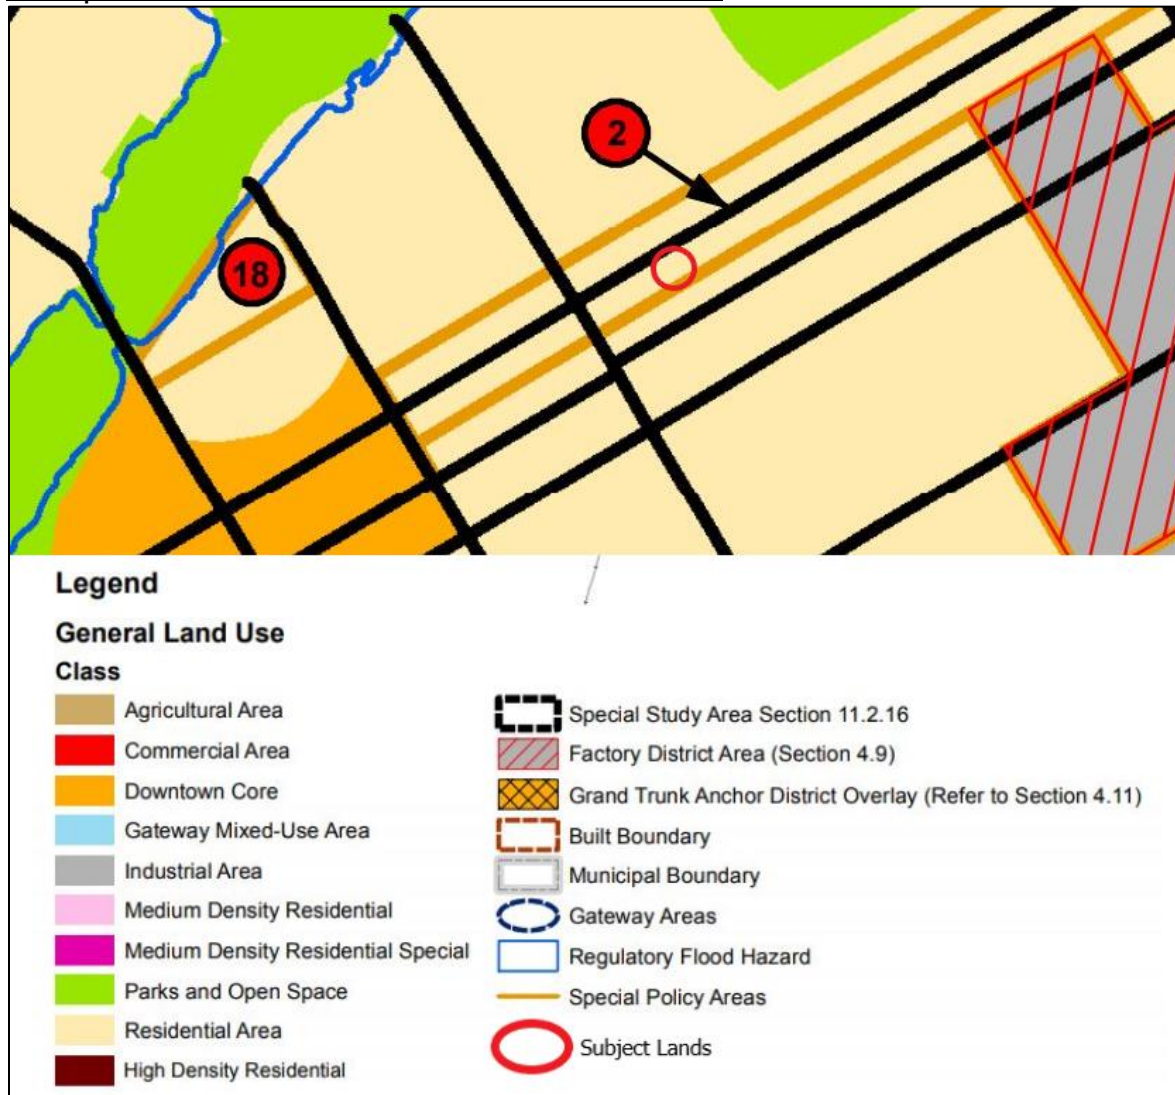 2
18
Legend
General Land Use
Class
Agricultural Area
Commercial Area
Downtown Core
Gateway Mixed-Use Area
Industrial Area
Medium Density Residential
Medium Density Residential Special
Parks and Open Space
Residential Area
High Density Residential
Special Study Area Section 11.2.16
Factory District Area (Section 4.9)
Grand Trunk Anchor District Overlay (Refer to Section 4.11)
Built Boundary
Municipal Boundary
Gateway Areas
Regulatory Flood Hazard
Special Policy Areas
Subject Lands